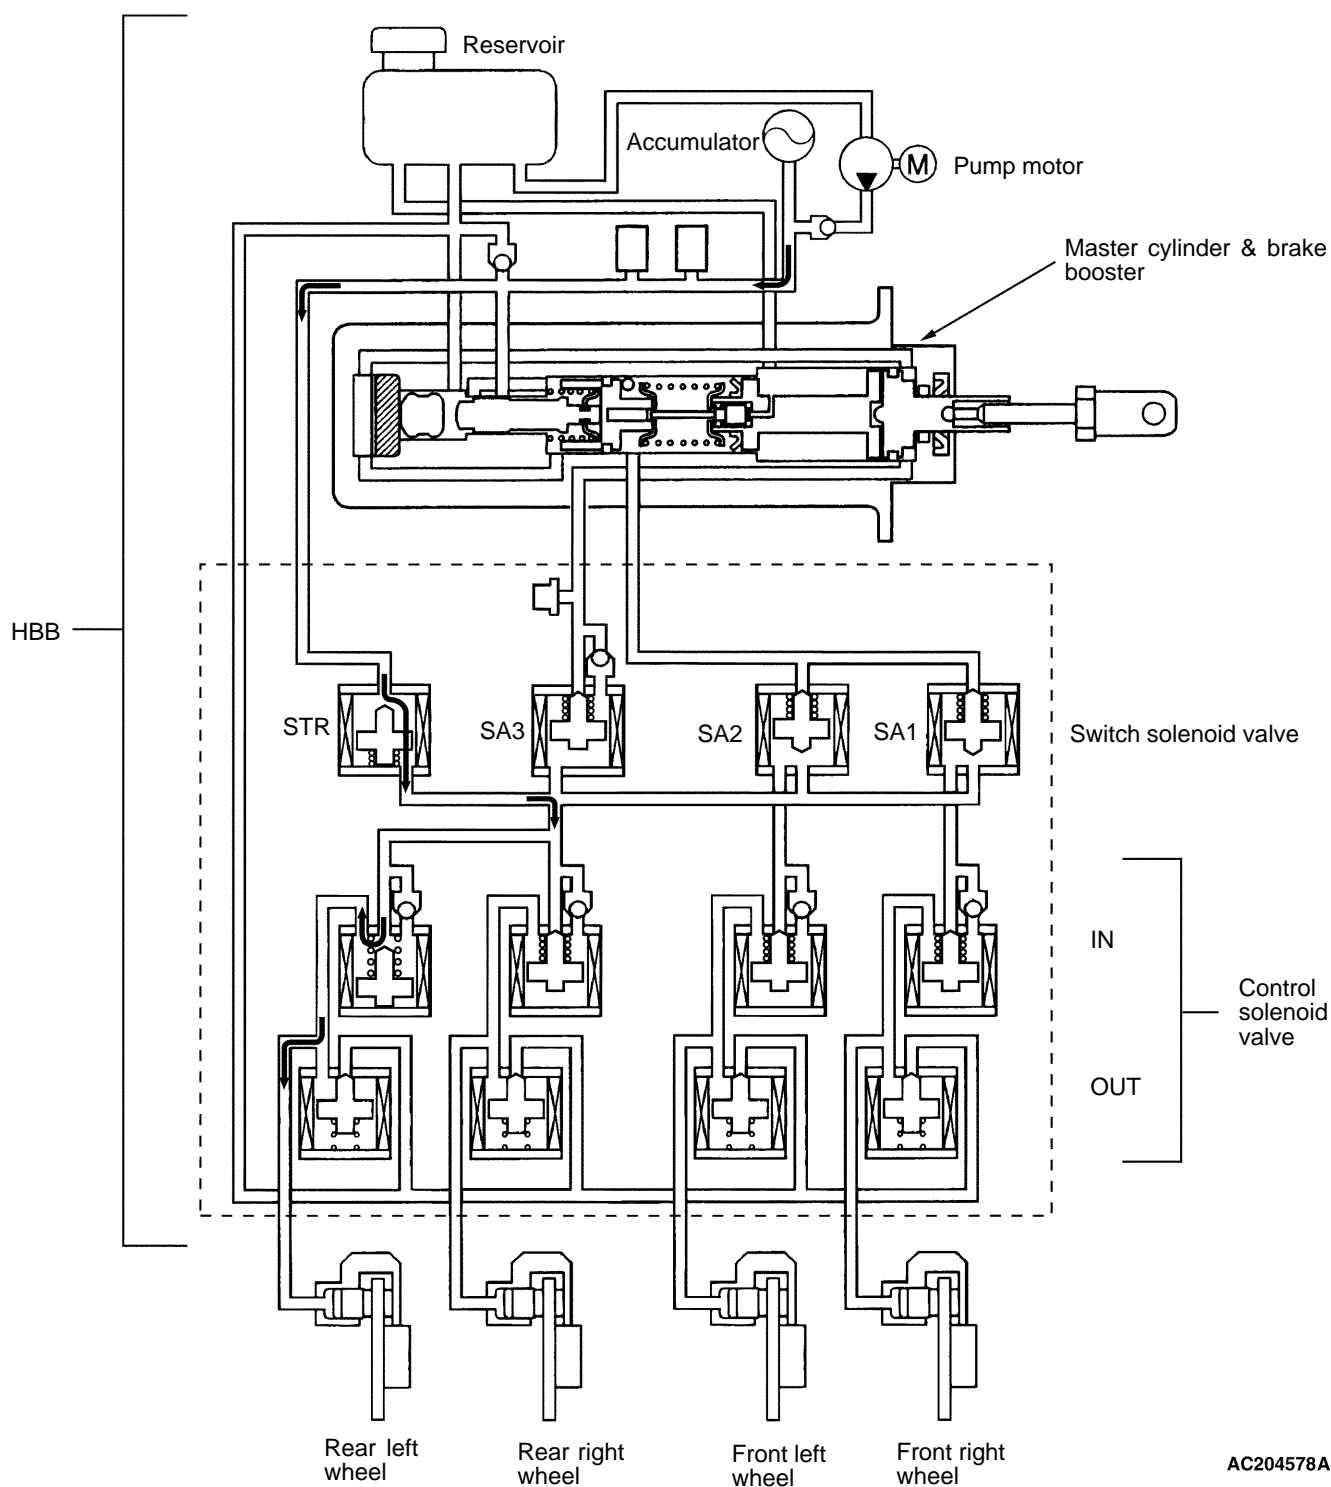 Reservoir
Accumulator
M
Pump motor
Master cylinder & brake
booster
HBB
STR
SA3
SA2
SA1
Switch solenoid valve
IN
Control
solenoid
valve
OUT
Rear left
wheel
Rear right
wheel
Front left
wheel
Front right
wheel
AC204578A